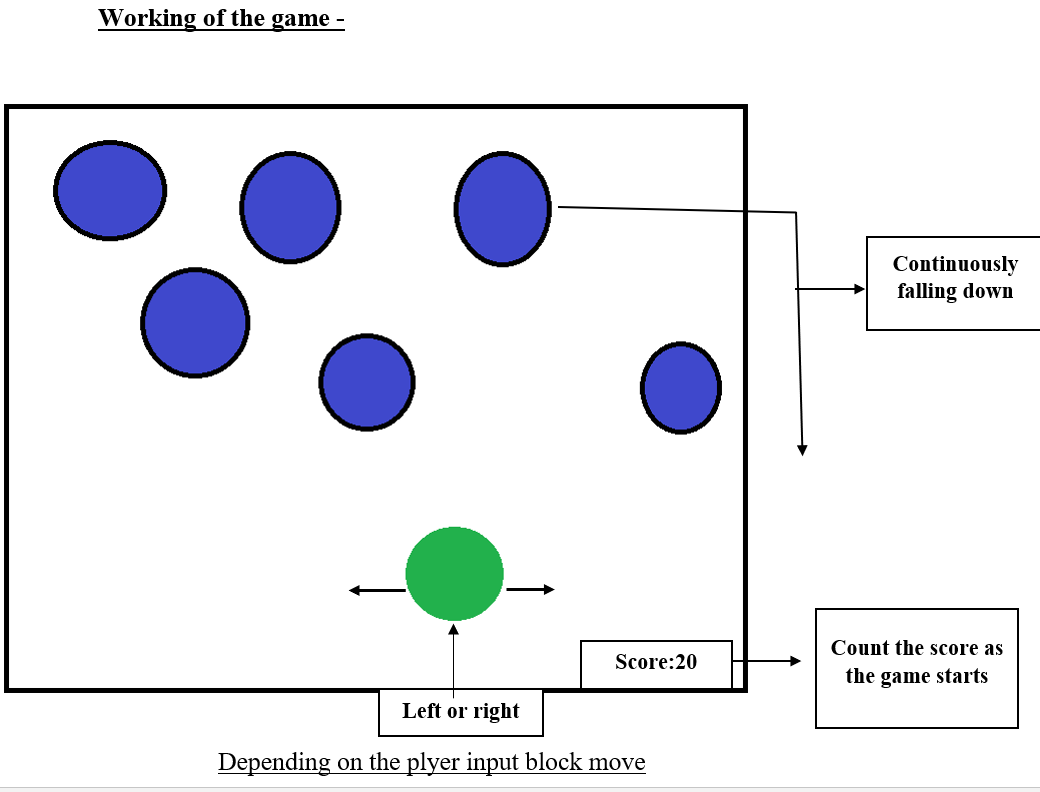 Working of the game -
Continuously
falling down
Score:20
Count the score as
the game starts
Left or right
Depending on the plyer input block move